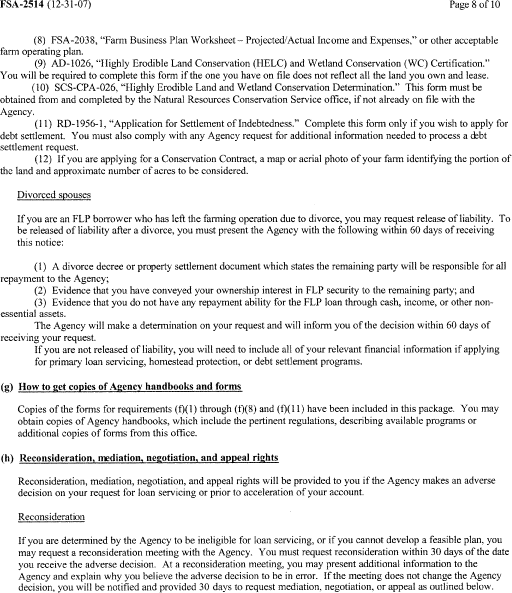 FSA-2514 (12-31-07) Page 8 of 10
(8) FSA-2038, “Farm Business Plan Worksheet – Projected/Actual Income and Expenses,” or other acceptable
farm operating plan.
(9) AD-1026, “Highly Erodible Land Conservation (HELC) and Wetland Conservation (WC) Certification.”
You will be required to complete this form if the one you have on file does not reflect all the land you own and lease.
(10) SCS-CPA-026, “Highly Erodible Land and Wetland Conservation Determination.” This form must be
obtained from and completed by the Natural Resources Conservation Service office, if not already on file with the
Agency.
(11) RD-1956-1, “Application for Settlement of Indebtedness.” Complete this form only if you wish to apply for
debt settlement. You must also comply with any Agency request for additional information needed to process a debt
settlement request.
(12) If you are applying for a Conservation Contract, a map or aerial photo of your farm identifying the portion of
the land and approximate number of acres to be considered.
Divorced spouses
If you are an FLP borrower who has left the farming operation due to divorce, you may request release of liability. To
be released of liability after a divorce, you must present the Agency with the following within 60 days of receiving
this notice:
(1) A divorce decree or property settlement document which states the remaining party will be responsible for all
repayment to the Agency;
(2) Evidence that you have conveyed your ownership interest in FLP security to the remaining party; and
(3) Evidence that you do not have any repayment ability for the FLP loan through cash, income, or other non-
essential assets.
The Agency will make a determination on your request and will inform you of the decision within 60 days of
receiving your request.
If you are not released of liability, you will need to include all of your relevant financial information if applying
for primary loan servicing, homestead protection, or debt settlement programs.
(g) How to get copies of Agency handbooks and forms
Copies of the forms for requirements (f)(1) through (f)(8) and (f)(11) have been included in this package. You may
obtain copies of Agency handbooks, which include the pertinent regulations, describing available programs or
additional copies of forms from this office.
(h) Reconsideration, mediation, negotiation, and appeal rights
Reconsideration, mediation, negotiation, and appeal rights will be provided to you if the Agency makes an adverse
decision on your request for loan servicing or prior to acceleration of your account.
Reconsideration
If you are determined by the Agency to be ineligible for loan servicing, or if you cannot develop a feasible plan, you
may request a reconsideration meeting with the Agency. You must request reconsideration within 30 days of the date
you receive the adverse decision. At a reconsideration meeting, you may present additional information to the
Agency and explain why you believe the adverse decision to be in error. If the meeting does not change the Agency
decision, you will be notified and provided 30 days to request mediation, negotiation, or appeal as outlined below.